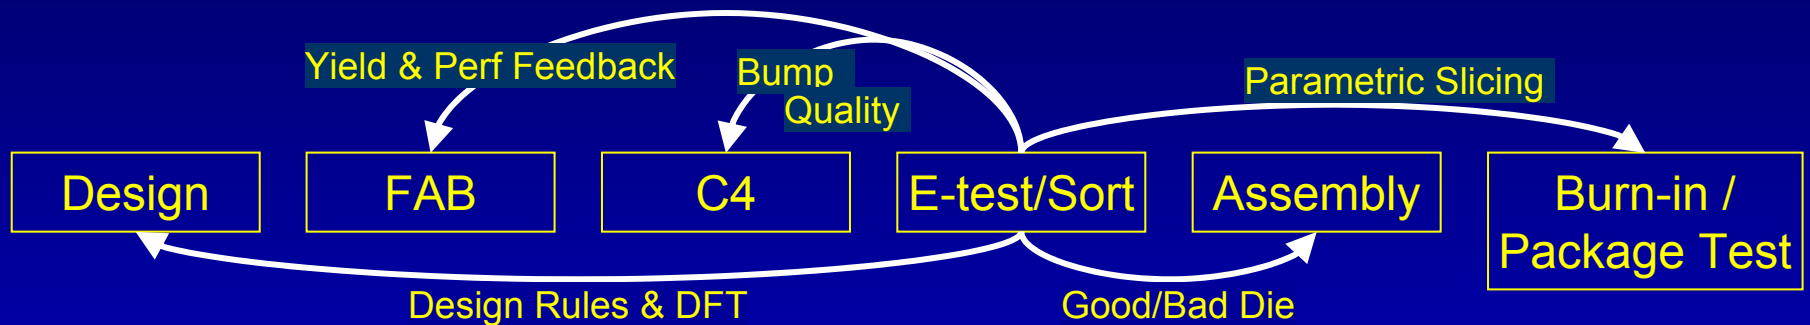 Yield & Perf Feedback
Bump
Quality
Parametric Slicing
Design
FAB
C4
E-test/Sort
Assembly
Burn-in /
Package Test
Design Rules & DFT
Good/Bad Die